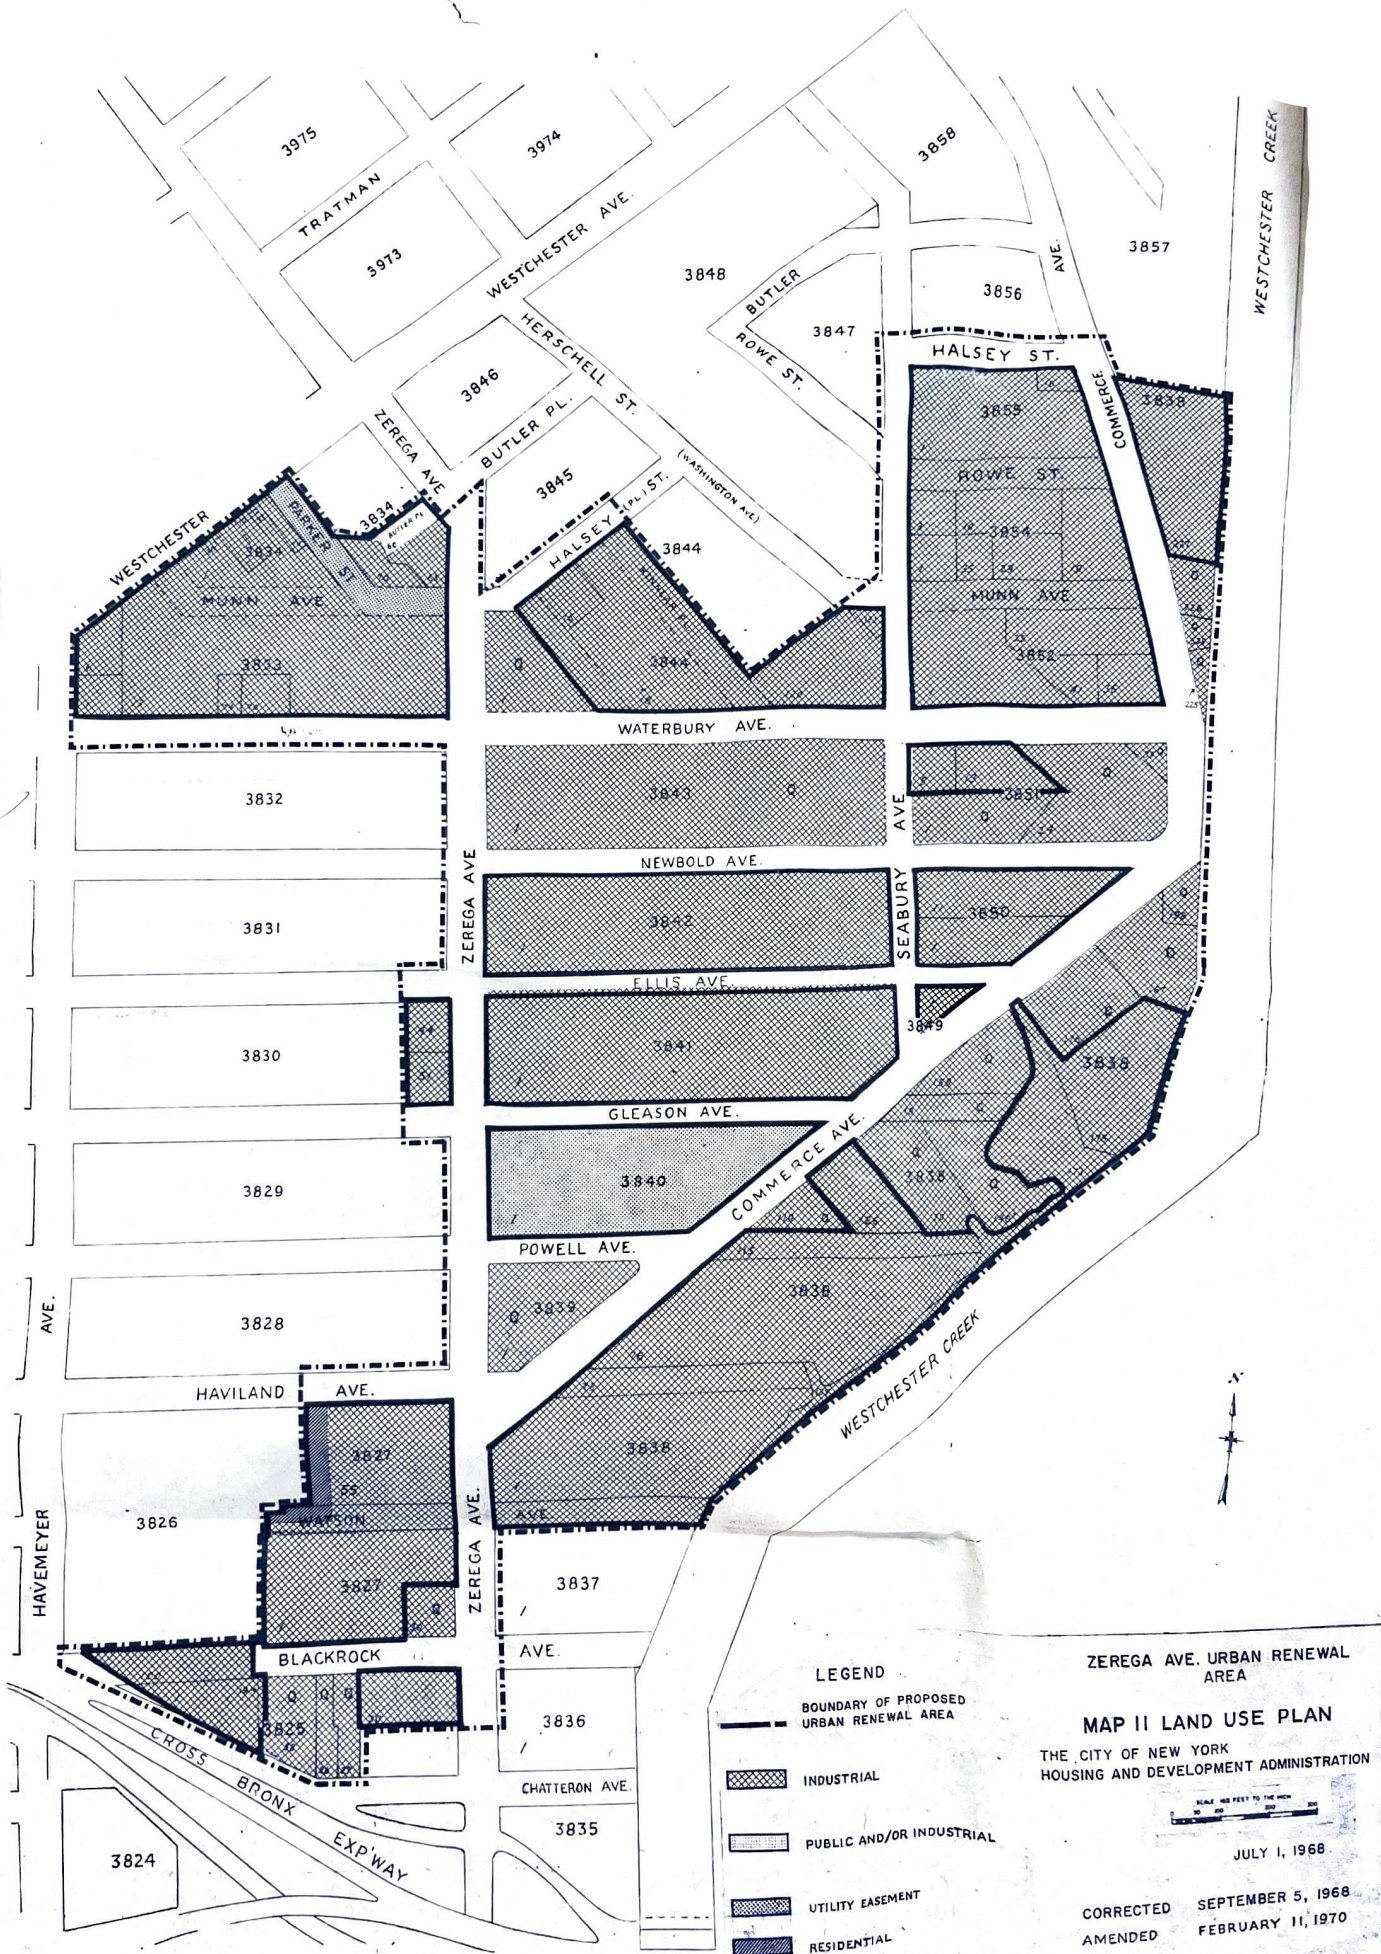 3975
3974
3858
TRATMAN
WESTCHESTER AVE.
WESTCHESTER CREEK
3973
3848
AVE.
3857
BUTLER
3856
3847
HERSCHELL ST.
ROWE ST.
HALSEY ST.
3846
BUTLER PL.
ZEREGA AVE
COMMERCE
3838
3855
3845
(WASHINGTON AVE)
ROWE ST.
HALSEY (PL.) ST.
3834
BUTLER PL
WESTCHESTER
PARKER ST
3834
3854
3844
MUNN AVE
MUNN AVE
3833
Q
3844
3852
WATERBURY AVE.
3832
3843
Q
3851
Q
Q
SEABURY AVE
NEWBOLD AVE.
ZEREGA AVE
3831
3842
3850
Q
Q
ELLIS AVE.
3849
3830
44
51
3841
3838
GLEASON AVE.
COMMERCE AVE.
3829
3840
3838
POWELL AVE.
115
3838
Q 3839
3828
AVE.
HAVILAND AVE.
WESTCHESTER CREEK
N
3827
55
3838
WATSON
AVE.
3826
HAVEMEYER
ZEREGA AVE.
3827
Q
3837
BLACKROCK
AVE.
Q Q Q
3825
3836
CROSS BRONX EXP'WAY
CHATTERON AVE.
3824
3835
LEGEND
BOUNDARY OF PROPOSED
URBAN RENEWAL AREA
INDUSTRIAL
PUBLIC AND/OR INDUSTRIAL
UTILITY EASEMENT
RESIDENTIAL
ZEREGA AVE. URBAN RENEWAL
AREA
MAP II LAND USE PLAN
THE CITY OF NEW YORK
HOUSING AND DEVELOPMENT ADMINISTRATION
JULY 1, 1968
CORRECTED SEPTEMBER 5, 1968
AMENDED FEBRUARY 11, 1970